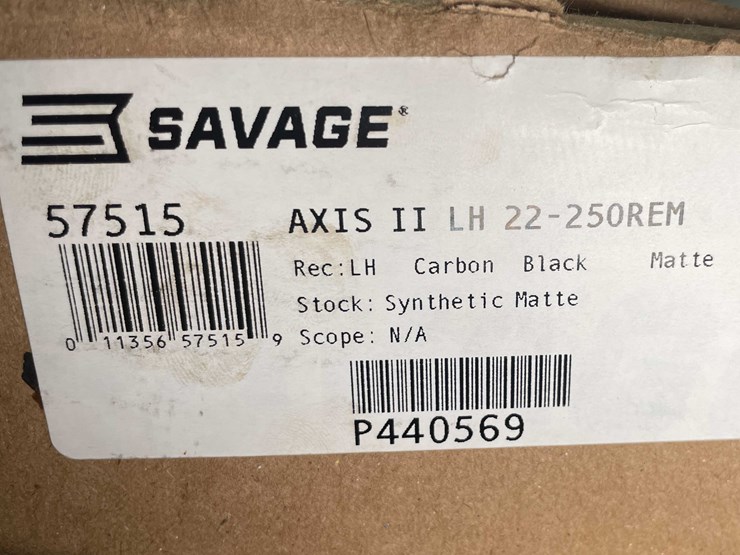 SAVAGE®
57515
AXIS II LH 22-250REM
Rec:LH Carbon Black Matte
Stock: Synthetic Matte
0 11356 57515 9
Scope: N/A
P440569